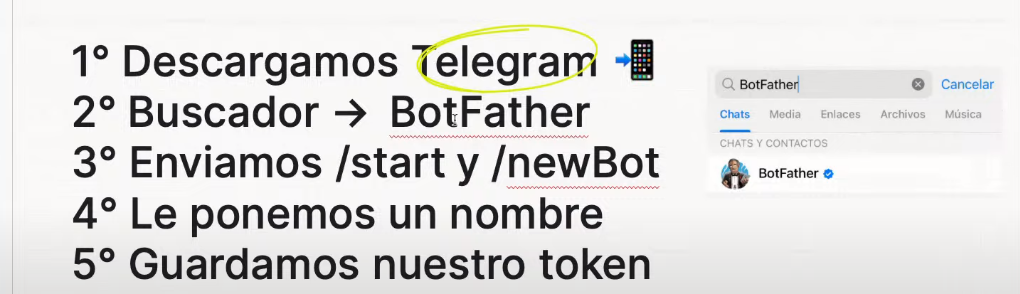 1° Descargamos Telegram
2° Buscador → BotFather
3° Enviamos /start y /newBot
4° Le ponemos un nombre
5° Guardamos nuestro token
BotFather Cancelar
Chats Media Enlaces Archivos Música
CHATS Y CONTACTOS
BotFather